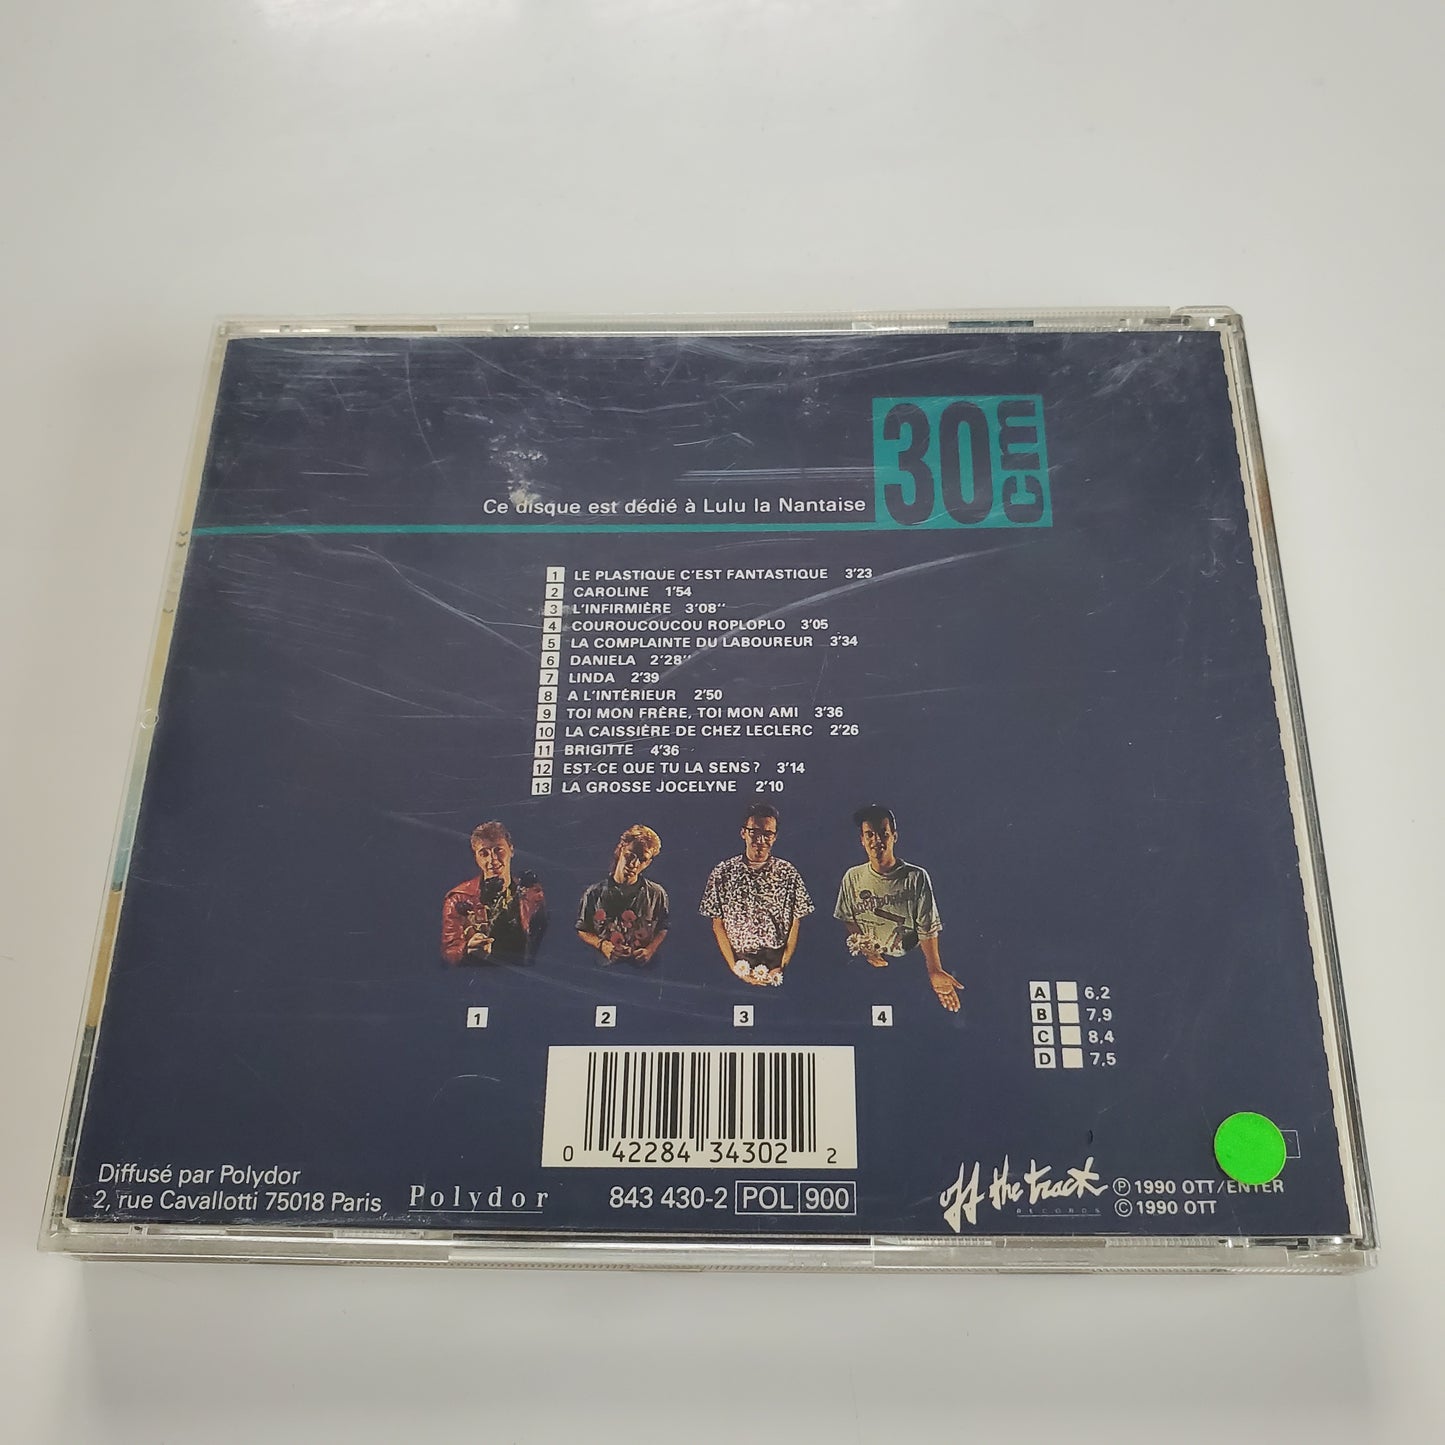 30 cm
Ce disque est dédié à Lulu la Nantaise
1 LE PLASTIQUE C'EST FANTASTIQUE 3'23
2 CAROLINE 1'54
3 L'INFIRMIÈRE 3'08''
4 COUROUCOUCOU ROPLOPLO 3'05
5 LA COMPLAINTE DU LABOUREUR 3'34
6 DANIELA 2'28''
7 LINDA 2'39
8 A L'INTÉRIEUR 2'50
9 TOI MON FRÈRE, TOI MON AMI 3'36
10 LA CAISSIÈRE DE CHEZ LECLERC 2'26
11 BRIGITTE 4'36
12 EST-CE QUE TU LA SENS? 3'14
13 LA GROSSE JOCELYNE 2'10
1 2 3 4
A 6,2
B 7,9
C 8,4
D 7,5
0 42284 34302 2
Diffusé par Polydor
2, rue Cavallotti 75018 Paris
Polydor
843 430-2 POL 900
off the track
RECORDS
Ⓟ 1990 OTT/ENTER
© 1990 OTT